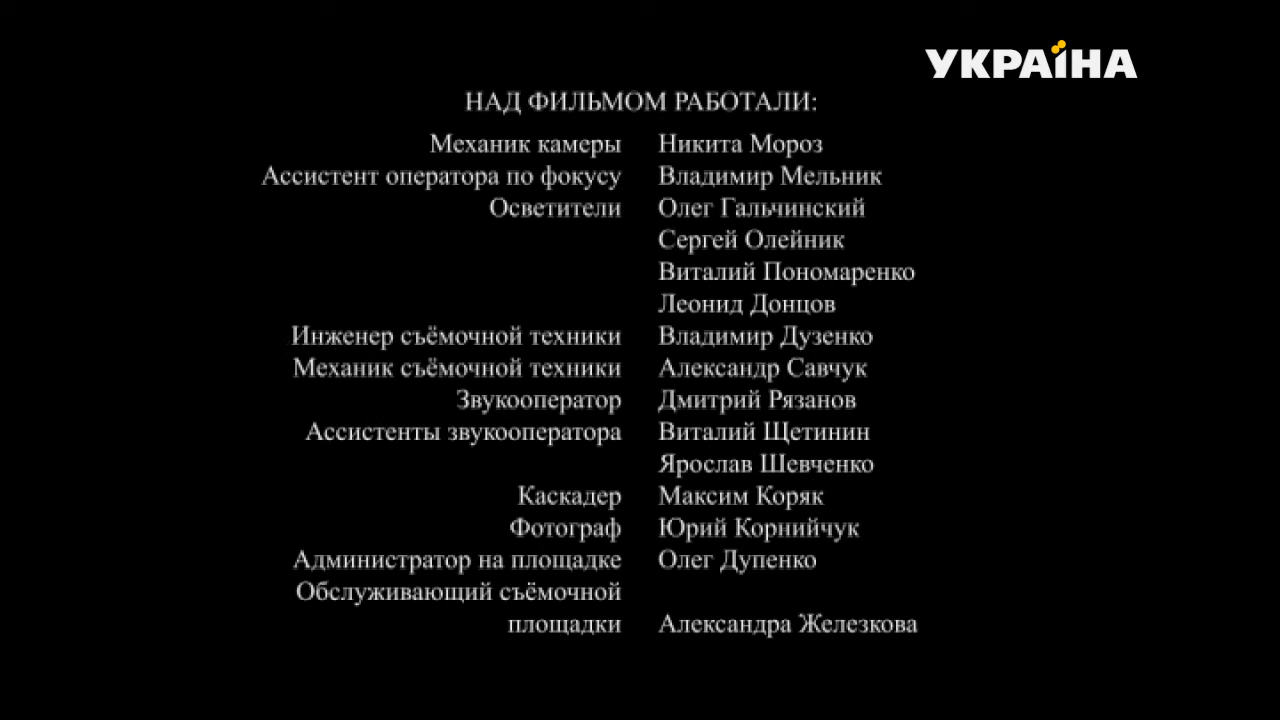 УКРАЇНА
НАД ФИЛЬМОМ РАБОТАЛИ:
Механик камеры Никита Мороз
Ассистент оператора по фокусу Владимир Мельник
Осветители Олег Гальчинский
Сергей Олейник
Виталий Пономаренко
Леонид Донцов
Инженер съёмочной техники Владимир Дузенко
Механик съёмочной техники Александр Савчук
Звукооператор Дмитрий Рязанов
Ассистенты звукооператора Виталий Щетинин
Ярослав Шевченко
Каскадер Максим Коряк
Фотограф Юрий Корнийчук
Администратор на площадке Олег Дупенко
Обслуживающий съёмочной
площадки Александра Железкова